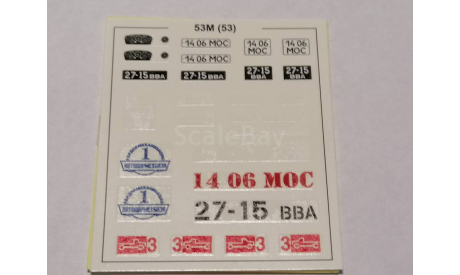 53М (53)
14 06 МОС 14 06 МОС 14 06 МОС
14 06 МОС
27-15 ВВА 27-15 ВВА 27-15 ВВА 27-15 ВВА
ScaleBay
1
14 06 МОС
1
27-15 ВВА
3 3 3 3